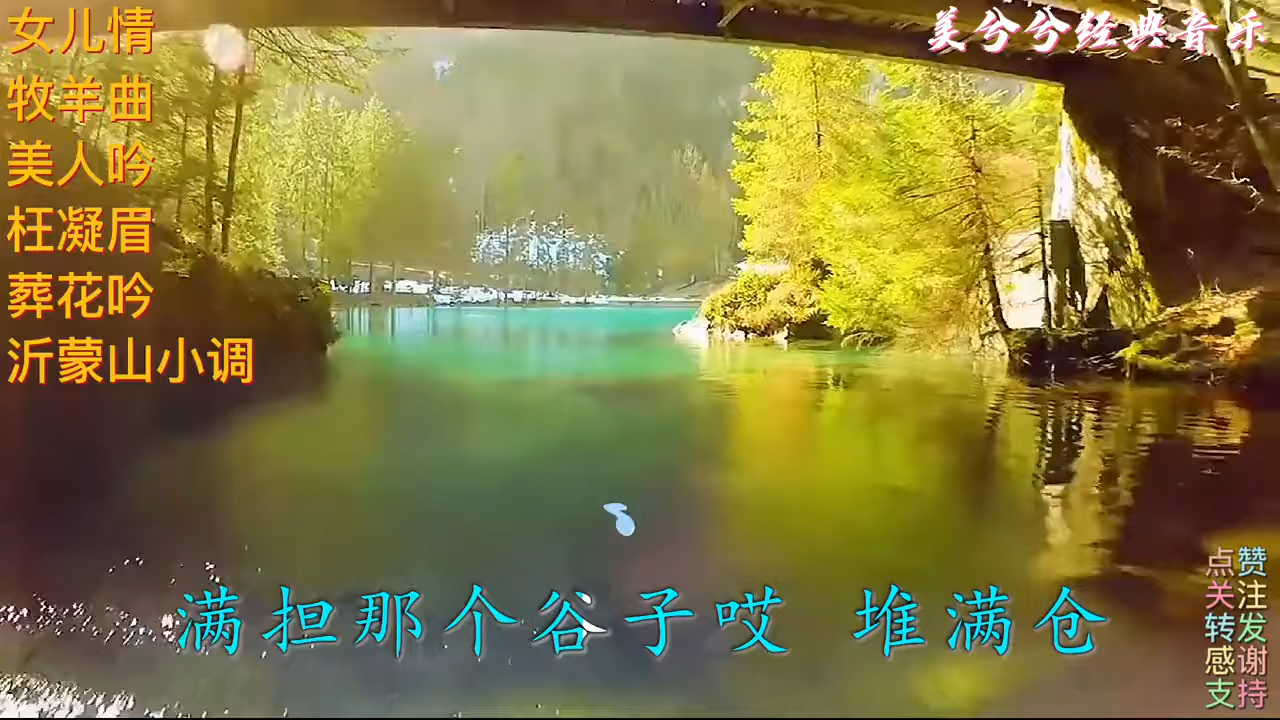 女儿情
牧羊曲
美人吟
枉凝眉
葬花吟
沂蒙山小调
美兮兮经典音乐
满担那个谷子哎 堆满仓
点赞
关注
转发
感谢
支持